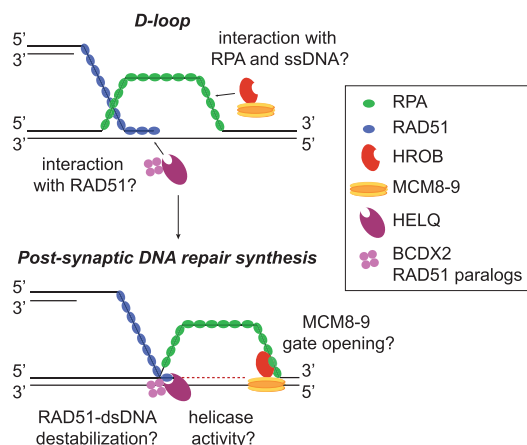 D-loop
interaction with
RPA and ssDNA?
5’
3’
5’
3’
3’
5’
interaction
with RAD51?
RPA
RAD51
HROB
MCM8-9
HELQ
BCDX2
RAD51 paralogs
Post-synaptic DNA repair synthesis
5’
3’
MCM8-9
gate opening?
5’
3’
3’
5’
RAD51-dsDNA
destabilization?
helicase
activity?